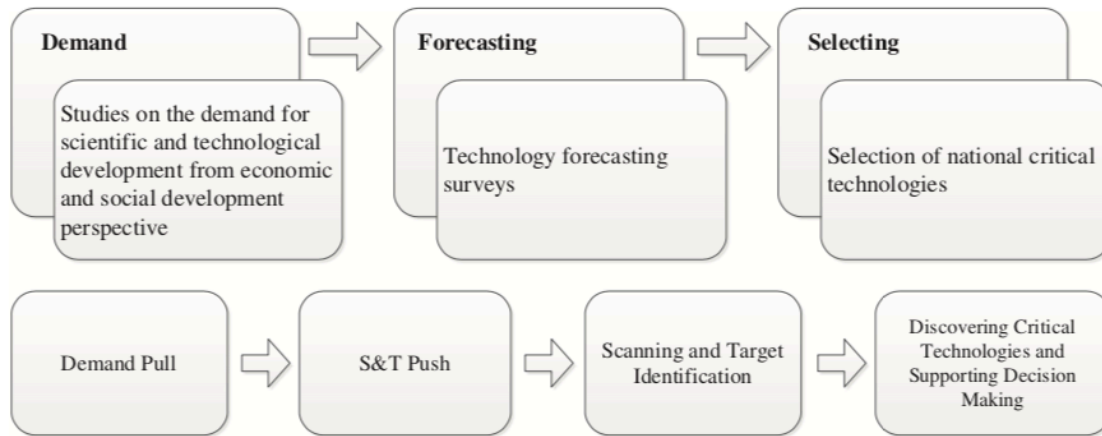 Demand
Studies on the demand for
scientific and technological
development from economic
and social development
perspective
Forecasting
Technology forecasting
surveys
Selecting
Selection of national critical
technologies
Demand Pull
S&T Push
Scanning and Target
Identification
Discovering Critical
Technologies and
Supporting Decision
Making